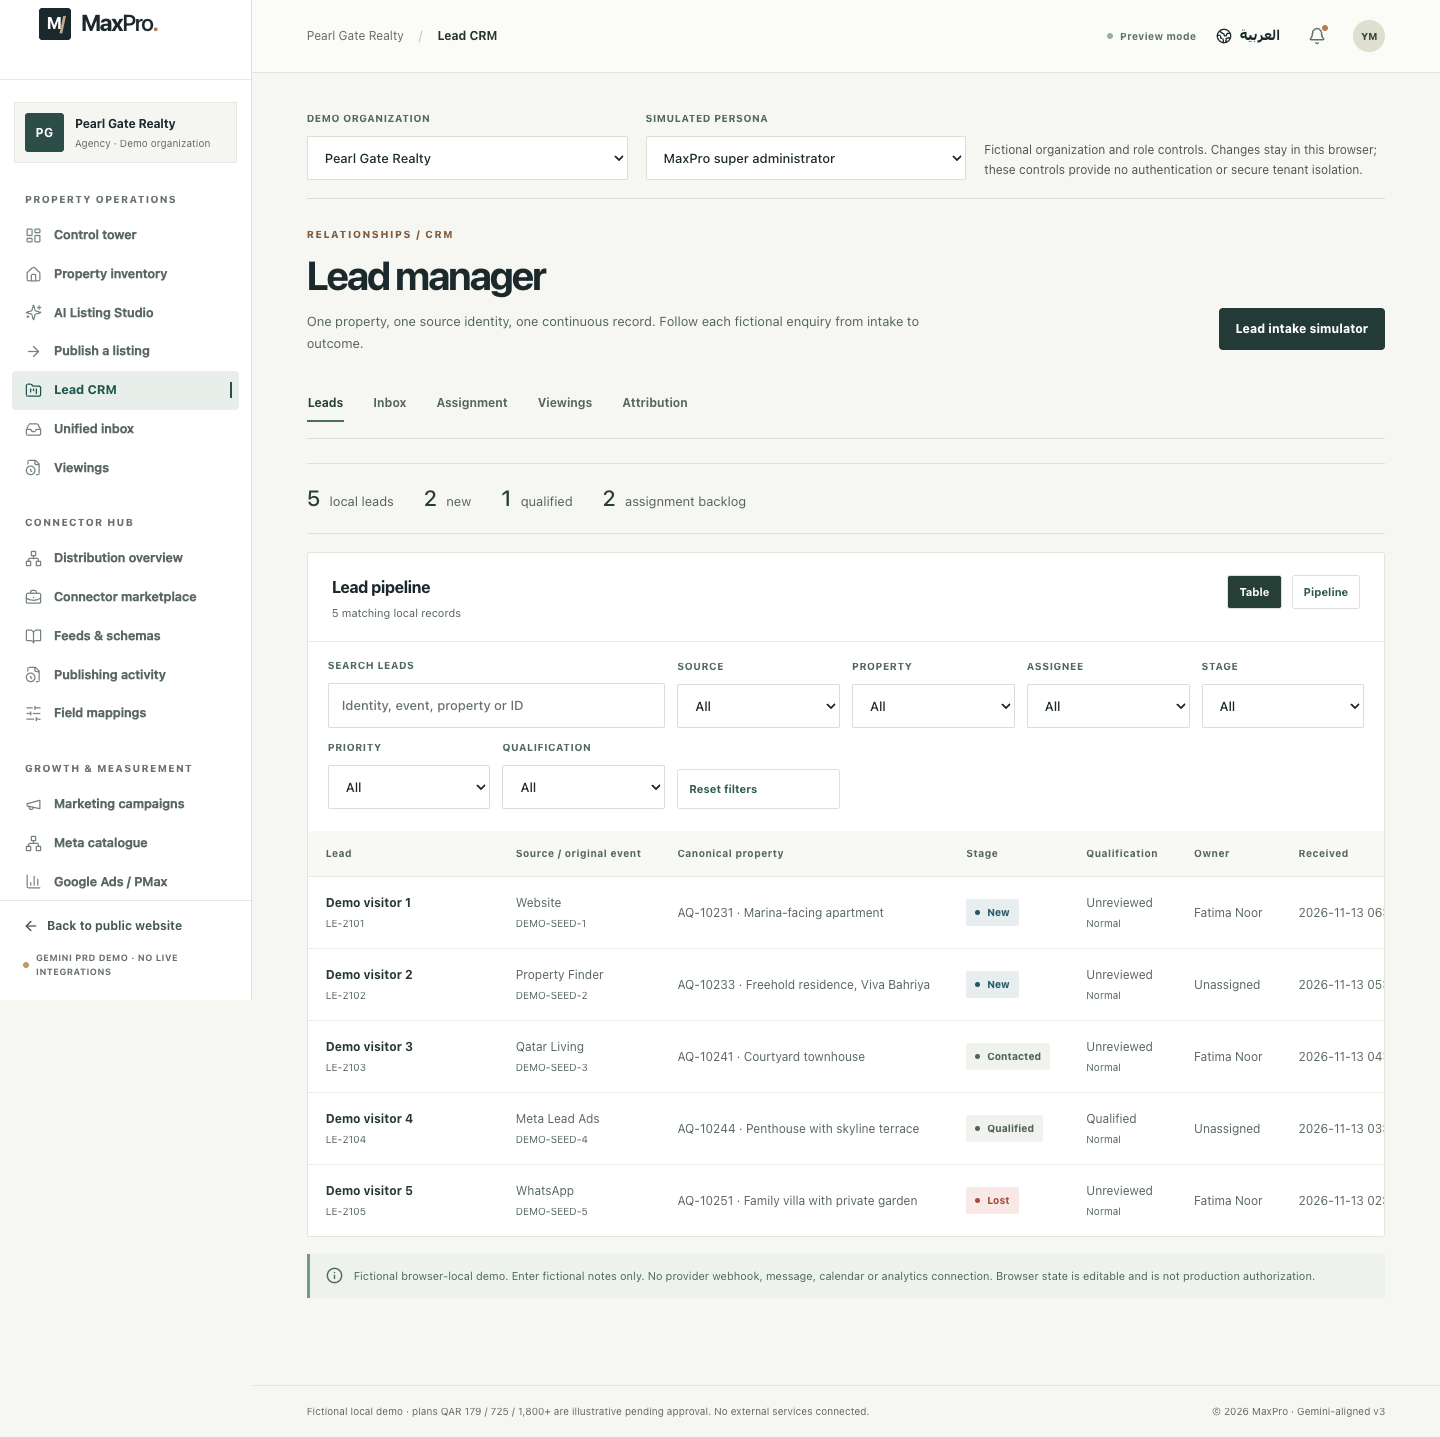 M/ MaxPro.
Pearl Gate Realty / Lead CRM
Preview mode
العربية
YM
PG
Pearl Gate Realty
Agency · Demo organization
PROPERTY OPERATIONS
Control tower
Property inventory
AI Listing Studio
Publish a listing
Lead CRM
Unified inbox
Viewings
CONNECTOR HUB
Distribution overview
Connector marketplace
Feeds & schemas
Publishing activity
Field mappings
GROWTH & MEASUREMENT
Marketing campaigns
Meta catalogue
Google Ads / PMax
Back to public website
GEMINI PRD DEMO · NO LIVE
INTEGRATIONS
DEMO ORGANIZATION
Pearl Gate Realty
SIMULATED PERSONA
MaxPro super administrator
Fictional organization and role controls. Changes stay in this browser;
these controls provide no authentication or secure tenant isolation.
RELATIONSHIPS / CRM
Lead manager
One property, one source identity, one continuous record. Follow each fictional enquiry from intake to
outcome.
Lead intake simulator
Leads Inbox Assignment Viewings Attribution
5 local leads 2 new 1 qualified 2 assignment backlog
Lead pipeline
5 matching local records
Table Pipeline
SEARCH LEADS SOURCE PROPERTY ASSIGNEE STAGE
Identity, event, property or ID All All All All
PRIORITY QUALIFICATION
All All Reset filters
Lead Source / original event Canonical property Stage Qualification Owner Received
Demo visitor 1 Website AQ-10231 · Marina-facing apartment New Unreviewed Fatima Noor 2026-11-13 06:
LE-2101 DEMO-SEED-1 Normal
Demo visitor 2 Property Finder AQ-10233 · Freehold residence, Viva Bahriya New Unreviewed Unassigned 2026-11-13 05:
LE-2102 DEMO-SEED-2 Normal
Demo visitor 3 Qatar Living AQ-10241 · Courtyard townhouse Contacted Unreviewed Fatima Noor 2026-11-13 04:
LE-2103 DEMO-SEED-3 Normal
Demo visitor 4 Meta Lead Ads AQ-10244 · Penthouse with skyline terrace Qualified Qualified Unassigned 2026-11-13 03:
LE-2104 DEMO-SEED-4 Normal
Demo visitor 5 WhatsApp AQ-10251 · Family villa with private garden Lost Unreviewed Fatima Noor 2026-11-13 02:
LE-2105 DEMO-SEED-5 Normal
Fictional browser-local demo. Enter fictional notes only. No provider webhook, message, calendar or analytics connection. Browser state is editable and is not production authorization.
Fictional local demo · plans QAR 179 / 725 / 1,800+ are illustrative pending approval. No external services connected.
© 2026 MaxPro · Gemini-aligned v3